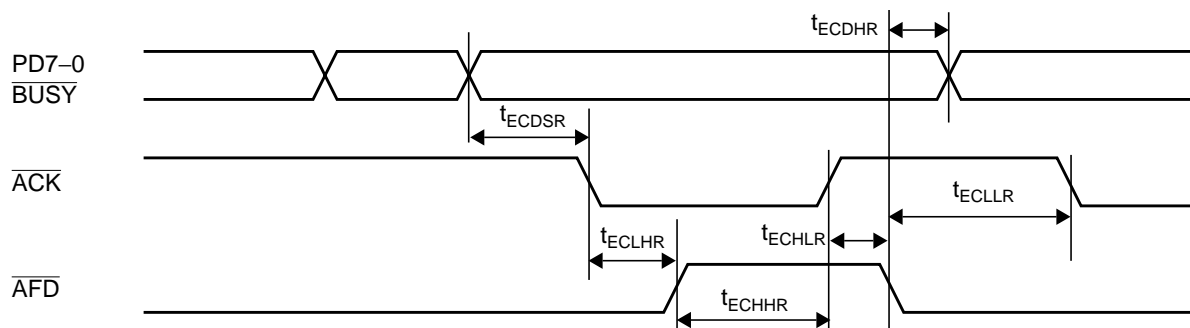 tECDHR
PD7–0
BUSY
tECDSR
ACK
tECLLR
tECLHR
tECHLR
AFD
tECHHR